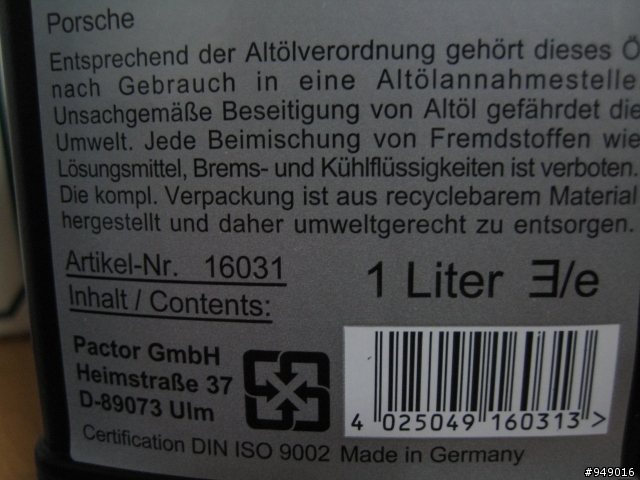 Porsche
Entsprechend der Altölverordnung gehört dieses Ö
nach Gebrauch in eine Altölannahmestelle
Unsachgemäße Beseitigung von Altöl gefährdet die
Umwelt. Jede Beimischung von Fremdstoffen wie
Lösungsmittel, Brems- und Kühlflüssigkeiten ist verboten.
Die kompl. Verpackung ist aus recyclebarem Material
hergestellt und daher umweltgerecht zu entsorgen.
Artikel-Nr. 16031
Inhalt / Contents:
1 Liter Ǝ/e
Pactor GmbH
Heimstraße 37
D-89073 Ulm
4 025049 160313 >
Certification DIN ISO 9002 Made in Germany
#949016